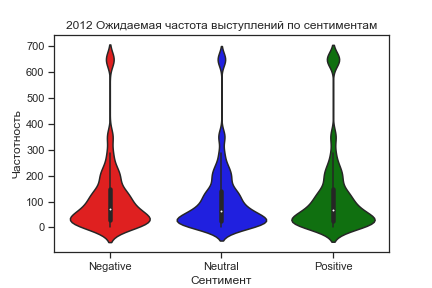 2012 Ожидаемая частота выступлений по сентиментам
700
600
500
400
300
200
100
0
Частотность
Negative Neutral Positive
Сентимент